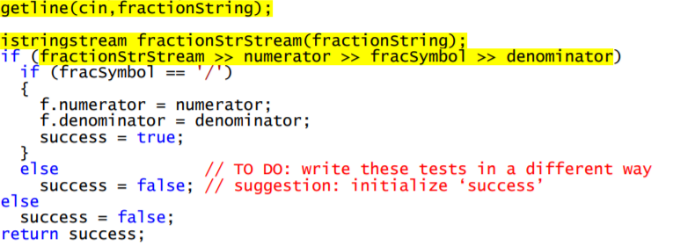 getline(cin,fractionString);
istringstream fractionStrStream(fractionString);
if (fractionStrStream >> numerator >> fracSymbol >> denominator)
  if (fracSymbol == '/')
  {
    f.numerator = numerator;
    f.denominator = denominator;
    success = true;
  }
  else // TO DO: write these tests in a different way
    success = false; // suggestion: initialize ‘success’
else
  success = false;
return success;